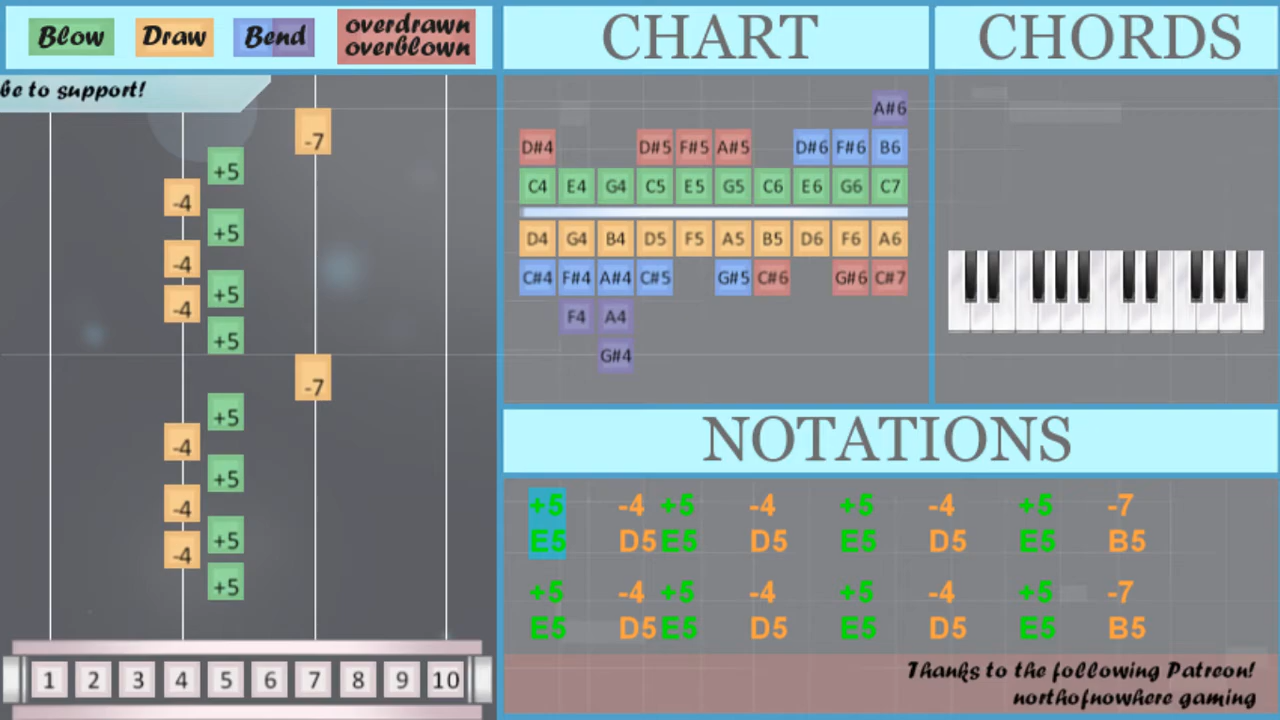 Blow Draw Bend overdrawn
overblown
CHART
CHORDS
be to support!
-7
+5
-4
+5
-4
+5
-4
+5
-7
+5
-4
+5
-4
+5
-4
+5
1 2 3 4 5 6 7 8 9 10
A#6
D#4 D#5 F#5 A#5 D#6 F#6 B6
C4 E4 G4 C5 E5 G5 C6 E6 G6 C7
D4 G4 B4 D5 F5 A5 B5 D6 F6 A6
C#4 F#4 A#4 C#5 G#5 C#6 G#6 C#7
F4 A4
G#4
NOTATIONS
+5 -4 +5 -4 +5 -4 +5 -7
E5 D5 E5 D5 E5 D5 E5 B5
+5 -4 +5 -4 +5 -4 +5 -7
E5 D5 E5 D5 E5 D5 E5 B5
Thanks to the following Patreon!
northofnowhere gaming